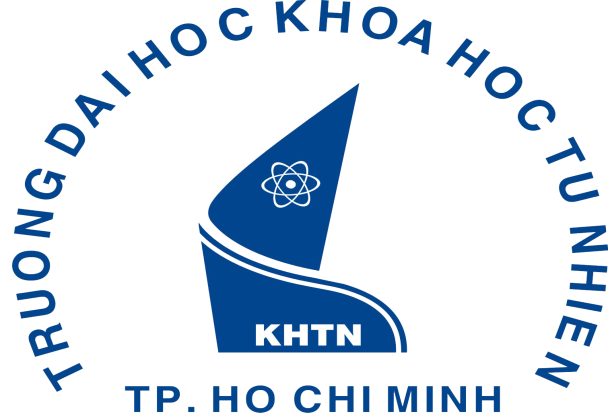 TRUONG DAI HOC KHOA HOC TU NHIEN
KHTN
TP. HO CHI MINH